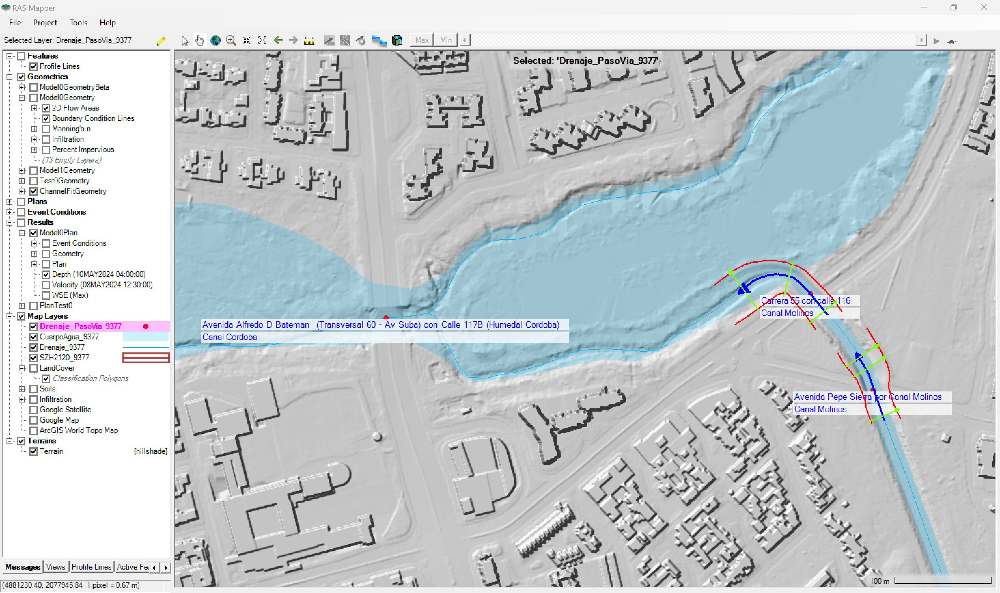 RAS Mapper
File Project Tools Help
Selected Layer: Drenaje_PasoVia_9377
Max Min
Features
Profile Lines
Geometries
Model0GeometryBeta
Model0Geometry
2D Flow Areas
Boundary Condition Lines
Manning's n
Infiltration
Percent Impervious
(13 Empty Layers)
Model1Geometry
Test0Geometry
ChannelFitGeometry
Plans
Event Conditions
Results
Model0Plan
Event Conditions
Geometry
Plan
Depth (10MAY2024 04:00:00)
Velocity (08MAY2024 12:30:00)
WSE (Max)
PlanTest0
Map Layers
Drenaje_PasoVia_9377
CuerpoAgua_9377
Drenaje_9377
SZH2120_9377
LandCover
Classification Polygons
Soils
Infiltration
Google Satellite
Google Map
ArcGIS World Topo Map
Terrains
Terrain [hillshade]
Messages Views Profile Lines Active Fea
(4881230.40, 2077945.84 1 pixel = 0.67 m)
Selected: 'Drenaje_PasoVia_9377'
Carrera 55 con calle 116
Canal Molinos
Avenida Alfredo D Bateman (Transversal 60 - Av Suba) con Calle 117B (Humedal Cordoba)
Canal Cordoba
Avenida Pepe Sierra por Canal Molinos
Canal Molinos
100 m